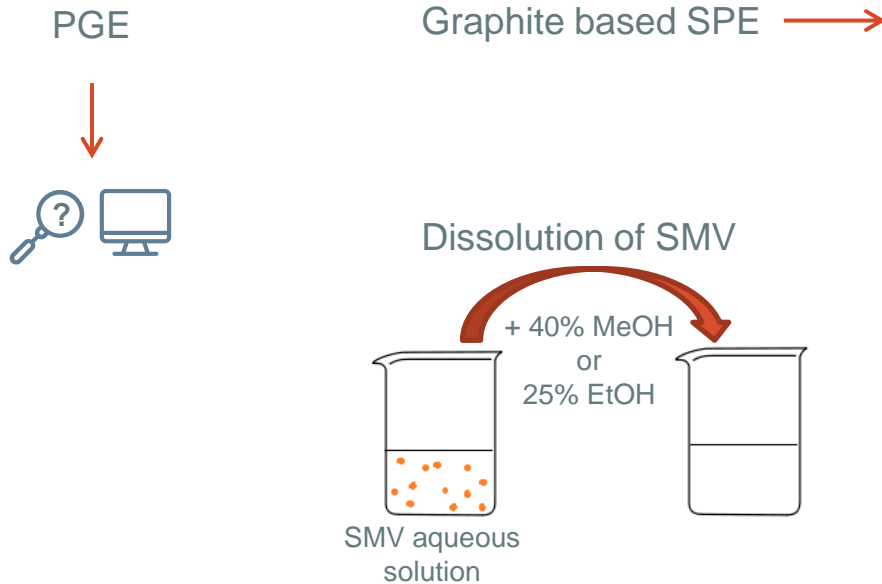 PGE
Graphite based SPE
?
Dissolution of SMV
+ 40% MeOH
or
25% EtOH
SMV aqueous
solution